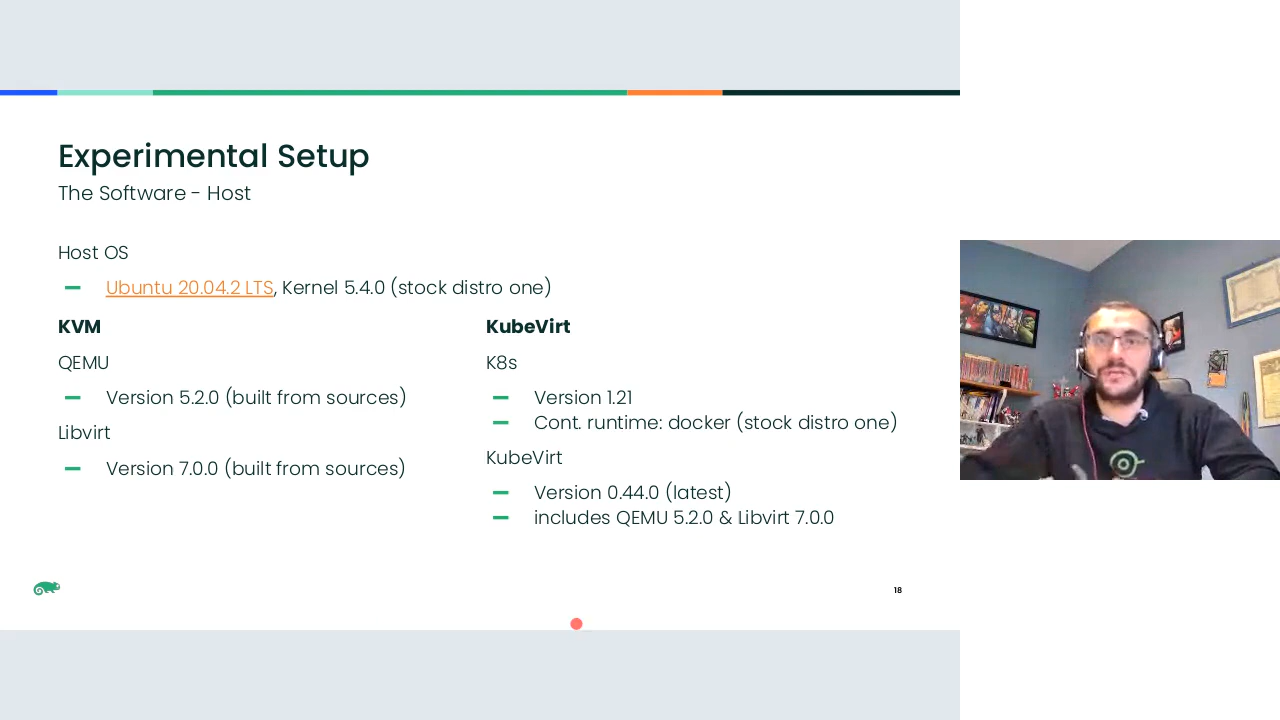 Experimental Setup
The Software - Host
Host OS
Ubuntu 20.04.2 LTS, Kernel 5.4.0 (stock distro one)
KVM
QEMU
Version 5.2.0 (built from sources)
Libvirt
Version 7.0.0 (built from sources)
KubeVirt
K8s
Version 1.21
Cont. runtime: docker (stock distro one)
KubeVirt
Version 0.44.0 (latest)
includes QEMU 5.2.0 & Libvirt 7.0.0
18